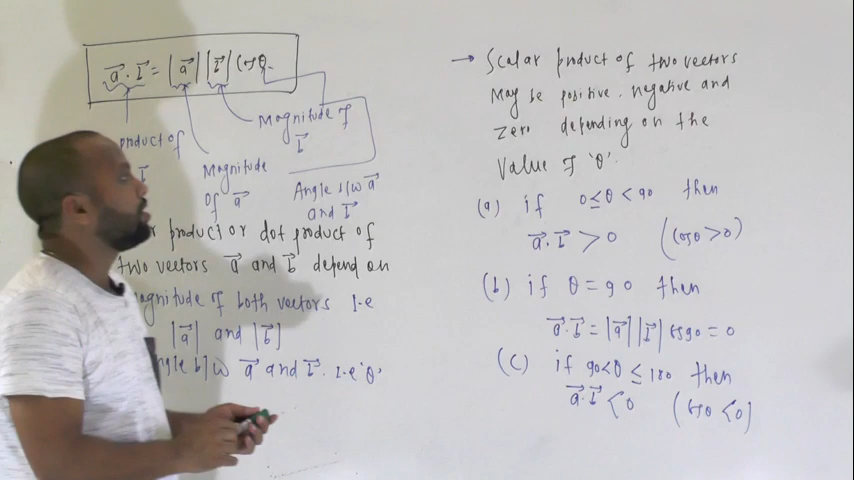 a⃗ · b⃗ = |a⃗| |b⃗| cosθ
product of
b⃗
Magnitude
of a⃗
Magnitude of
b⃗
Angle b/w a⃗
and b⃗
product or dot product of
two vectors a⃗ and b⃗ depend on
Magnitude of both vectors i.e
|a⃗| and |b⃗|
b/w a⃗ and b⃗. i.e 'θ'
→ Scalar product of two vectors
May be positive, negative and
zero depending on the
Value of 'θ'.
(a) if 0 ≤ θ < 90 then
a⃗ · b⃗ > 0 (cosθ > 0)
(b) if θ = 90 then
a⃗ · b⃗ = |a⃗| |b⃗| cos90 = 0
(c) if 90 < θ ≤ 180 then
a⃗ · b⃗ < 0 (cosθ < 0)